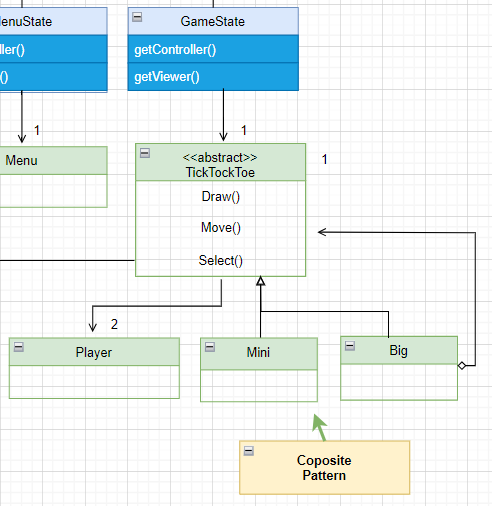 enuState
GameState
ller()
getController()
()
getViewer()
1
1
Menu
<<abstract>>
TickTockToe
1
Draw()
Move()
Select()
2
Player
Mini
Big
Coposite
Pattern